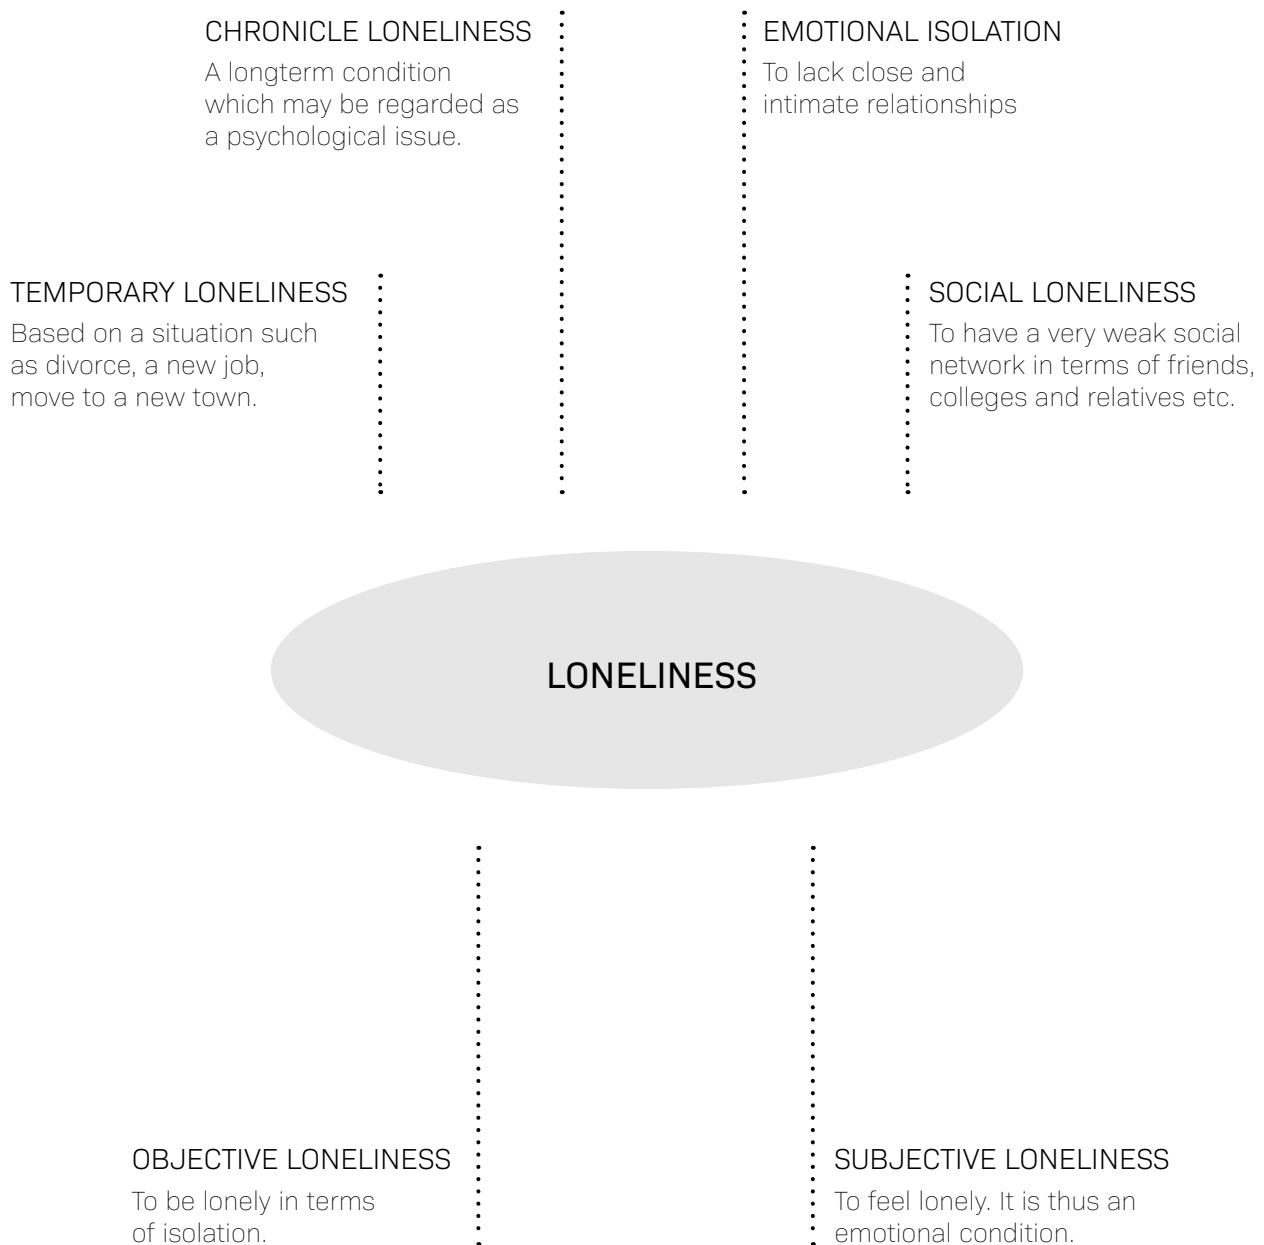 CHRONICLE LONELINESS
A longterm condition
which may be regarded as
a psychological issue.
EMOTIONAL ISOLATION
To lack close and
intimate relationships
TEMPORARY LONELINESS
Based on a situation such
as divorce, a new job,
move to a new town.
SOCIAL LONELINESS
To have a very weak social
network in terms of friends,
colleges and relatives etc.
LONELINESS
OBJECTIVE LONELINESS
To be lonely in terms
of isolation.
SUBJECTIVE LONELINESS
To feel lonely. It is thus an
emotional condition.